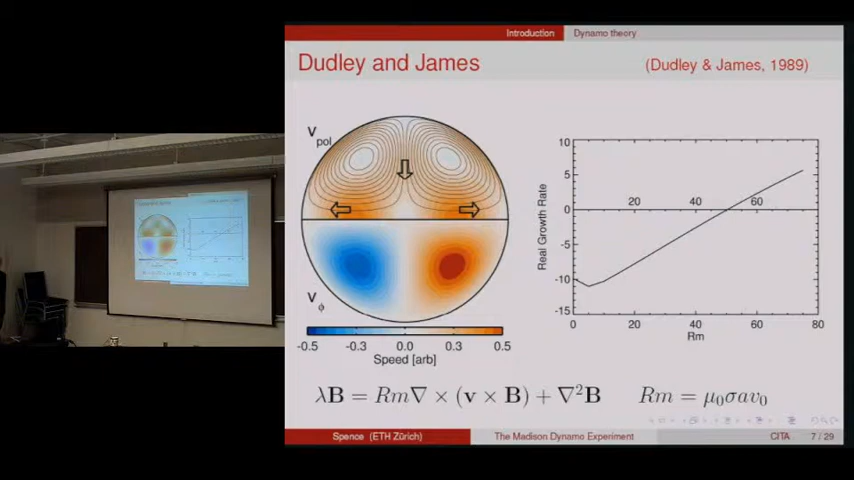 Introduction Dynamo theory
Dudley and James (Dudley & James, 1989)
V pol
V ϕ
-0.5 -0.3 0.0 0.3 0.5
Speed [arb]
Real Growth Rate
10
5
0
-5
-10
-15
20 40 60
0 20 40 60 80
Rm
λB = Rm∇ × (v × B) + ∇²B Rm = μ₀σav₀
Spence (ETH Zürich) The Madison Dynamo Experiment CITA 7 / 29